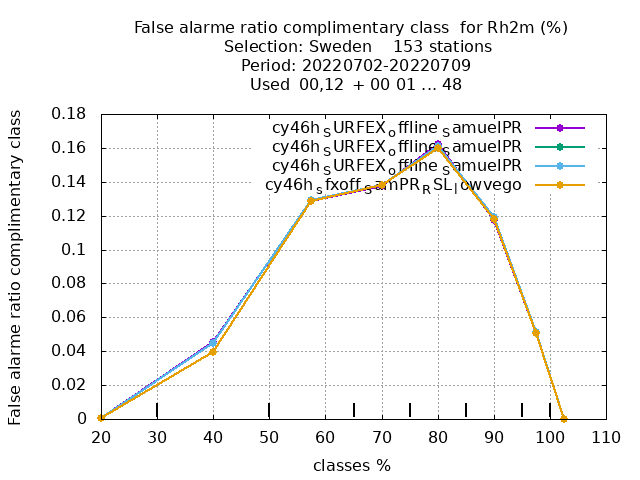 False alarme ratio complimentary class  for Rh2m (%)
Selection: Sweden    153 stations
Period: 20220702-20220709
Used  00,12  + 00 01 ... 48
False alarme ratio complimentary class
0.18
0.16
0.14
0.12
0.1
0.08
0.06
0.04
0.02
0
cy46h_SURFEX_offline_SamuelPR
cy46h_SURFEX_offline_SamuelPR
cy46h_SURFEX_offline_SamuelPR
cy46h_sfxoff_SamPR_RSL_lowvego
20 30 40 50 60 70 80 90 100 110
classes %